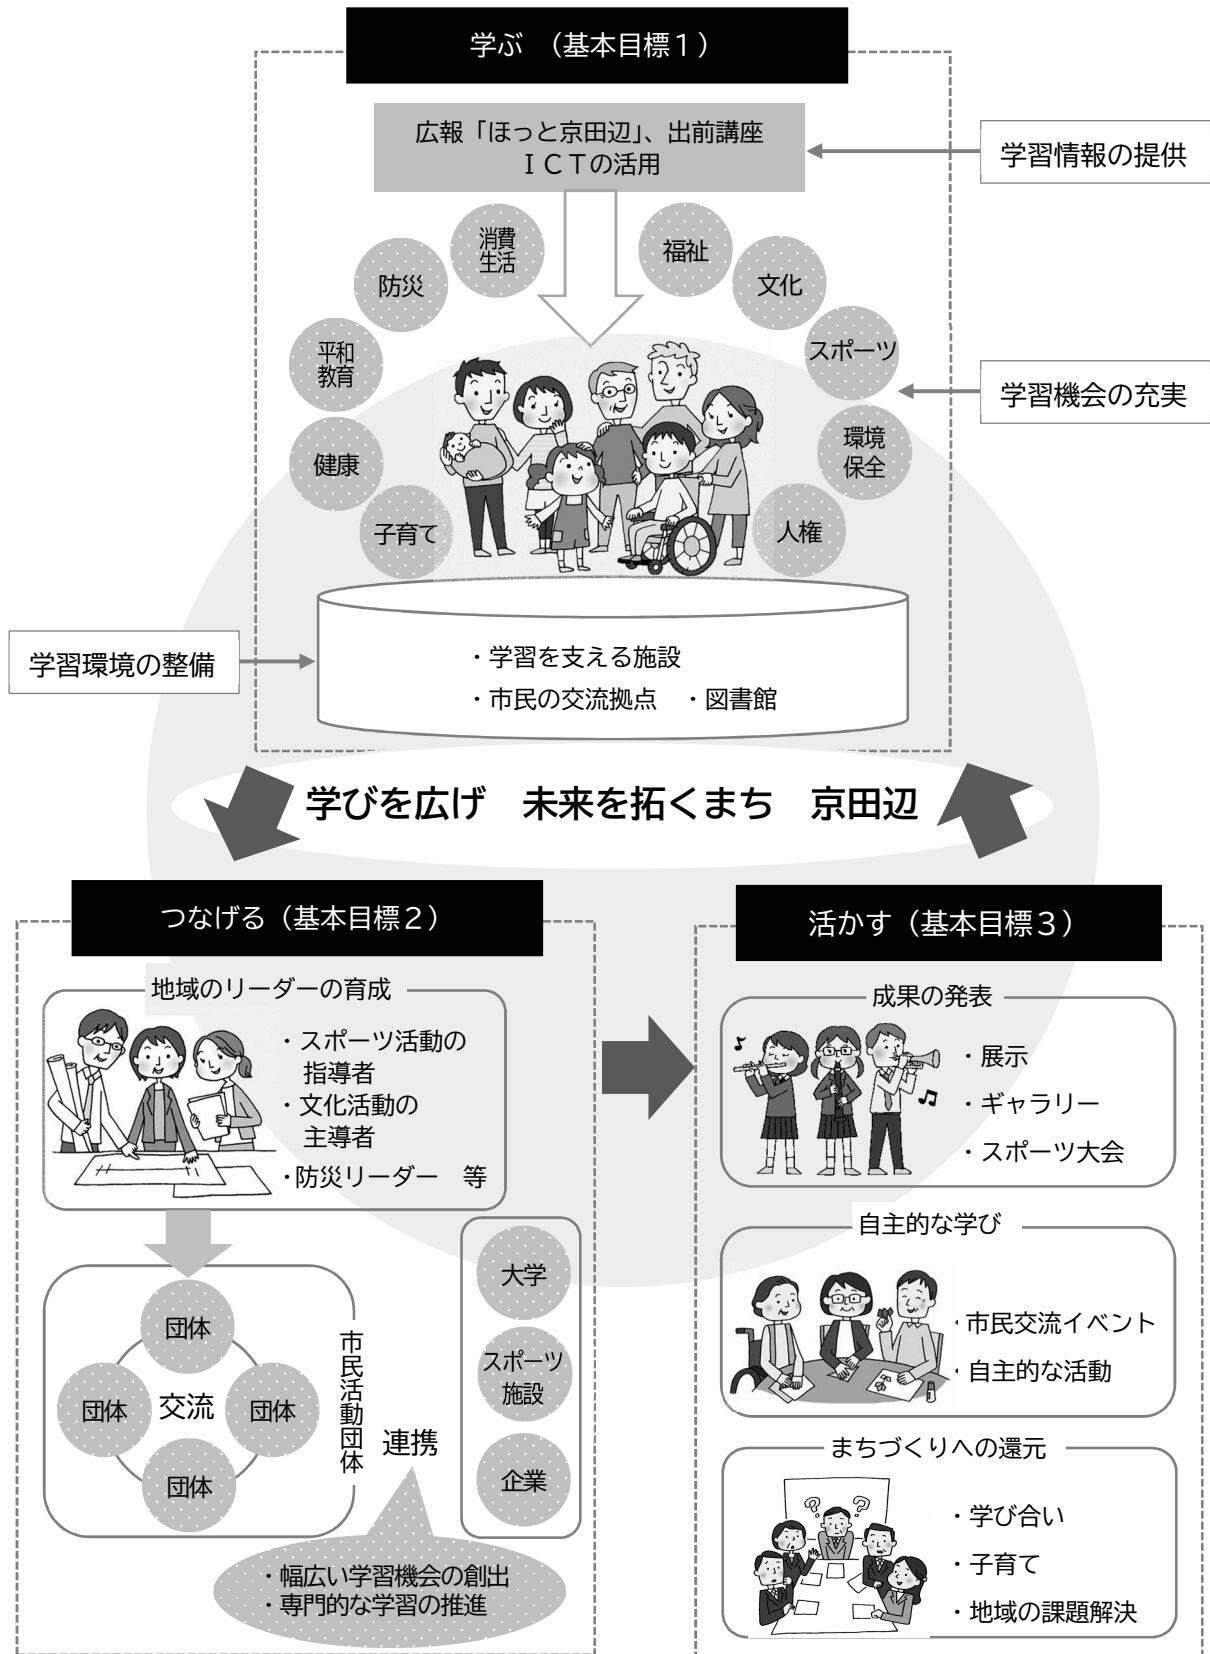 学ぶ （基本目標１）
広報「ほっと京田辺」、出前講座
ＩＣＴの活用
学習情報の提供
消費
生活
福祉
防災
文化
平和
教育
スポーツ
学習機会の充実
健康
環境
保全
子育て
人権
学習環境の整備
・学習を支える施設
・市民の交流拠点　・図書館
学びを広げ　未来を拓くまち　京田辺
つなげる（基本目標２）
地域のリーダーの育成
・スポーツ活動の
指導者
・文化活動の
主導者
・防災リーダー　等
団体
団体
交流
団体
団体
市民活動団体
連携
大学
スポーツ
施設
企業
・幅広い学習機会の創出
・専門的な学習の推進
活かす（基本目標３）
成果の発表
・展示
・ギャラリー
・スポーツ大会
自主的な学び
・市民交流イベント
・自主的な活動
まちづくりへの還元
・学び合い
・子育て
・地域の課題解決